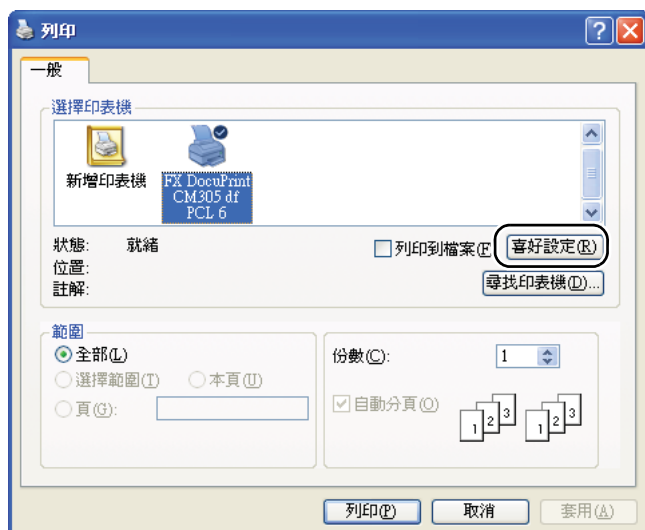 列印
一般
選擇印表機
新增印表機
FX DocuPrint
CM305 df
PCL 6
狀態: 就緒
列印到檔案(F
喜好設定(R)
位置:
註解:
尋找印表機(D)...
範圍
全部(L)
選擇範圍(T) 本頁(U)
頁(G):
份數(C): 1
自動分頁(O)
1 2 3 1 2 3
列印(P) 取消 套用(A)